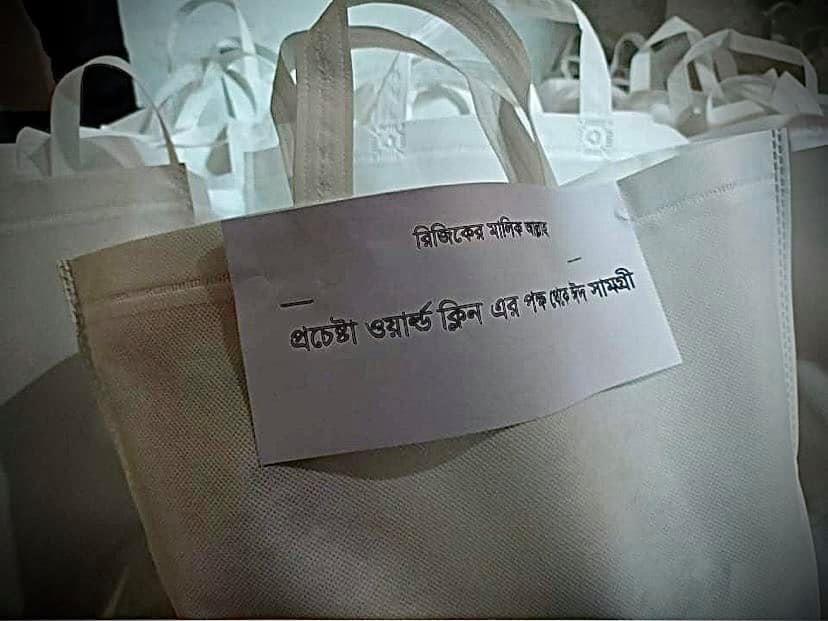 রিজিকের মালিক আল্লাহ
প্রচেষ্টা ওয়ার্ল্ড ক্লিন এর পক্ষ থেকে ঈদ সামগ্রী